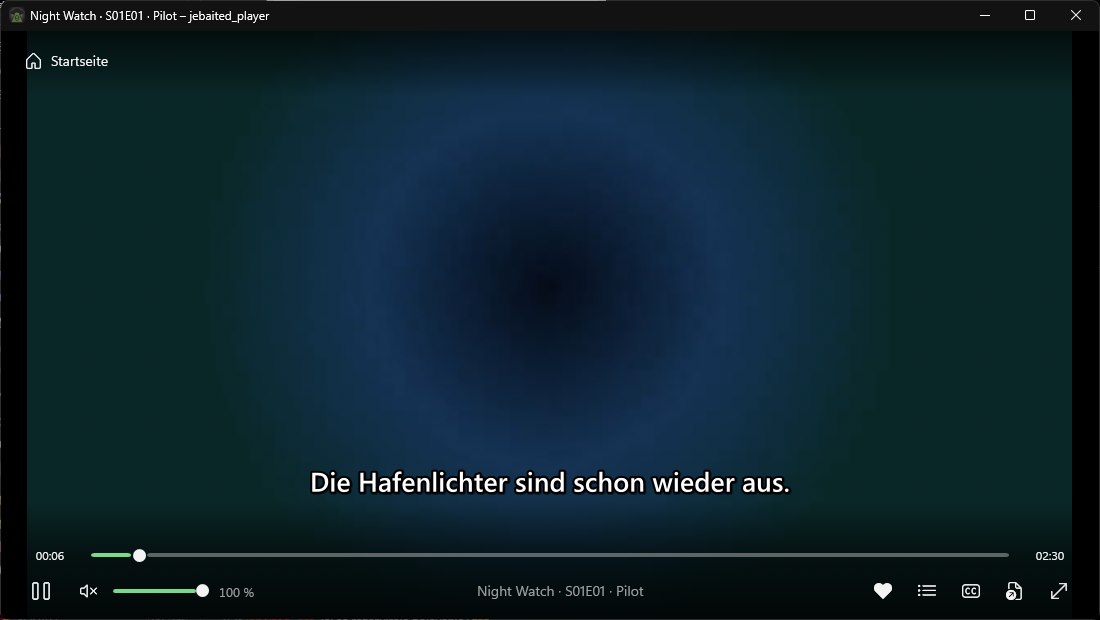 Night Watch · S01E01 · Pilot – jebaited_player
Startseite
Die Hafenlichter sind schon wieder aus.
00:06
02:30
100 %
Night Watch · S01E01 · Pilot
CC